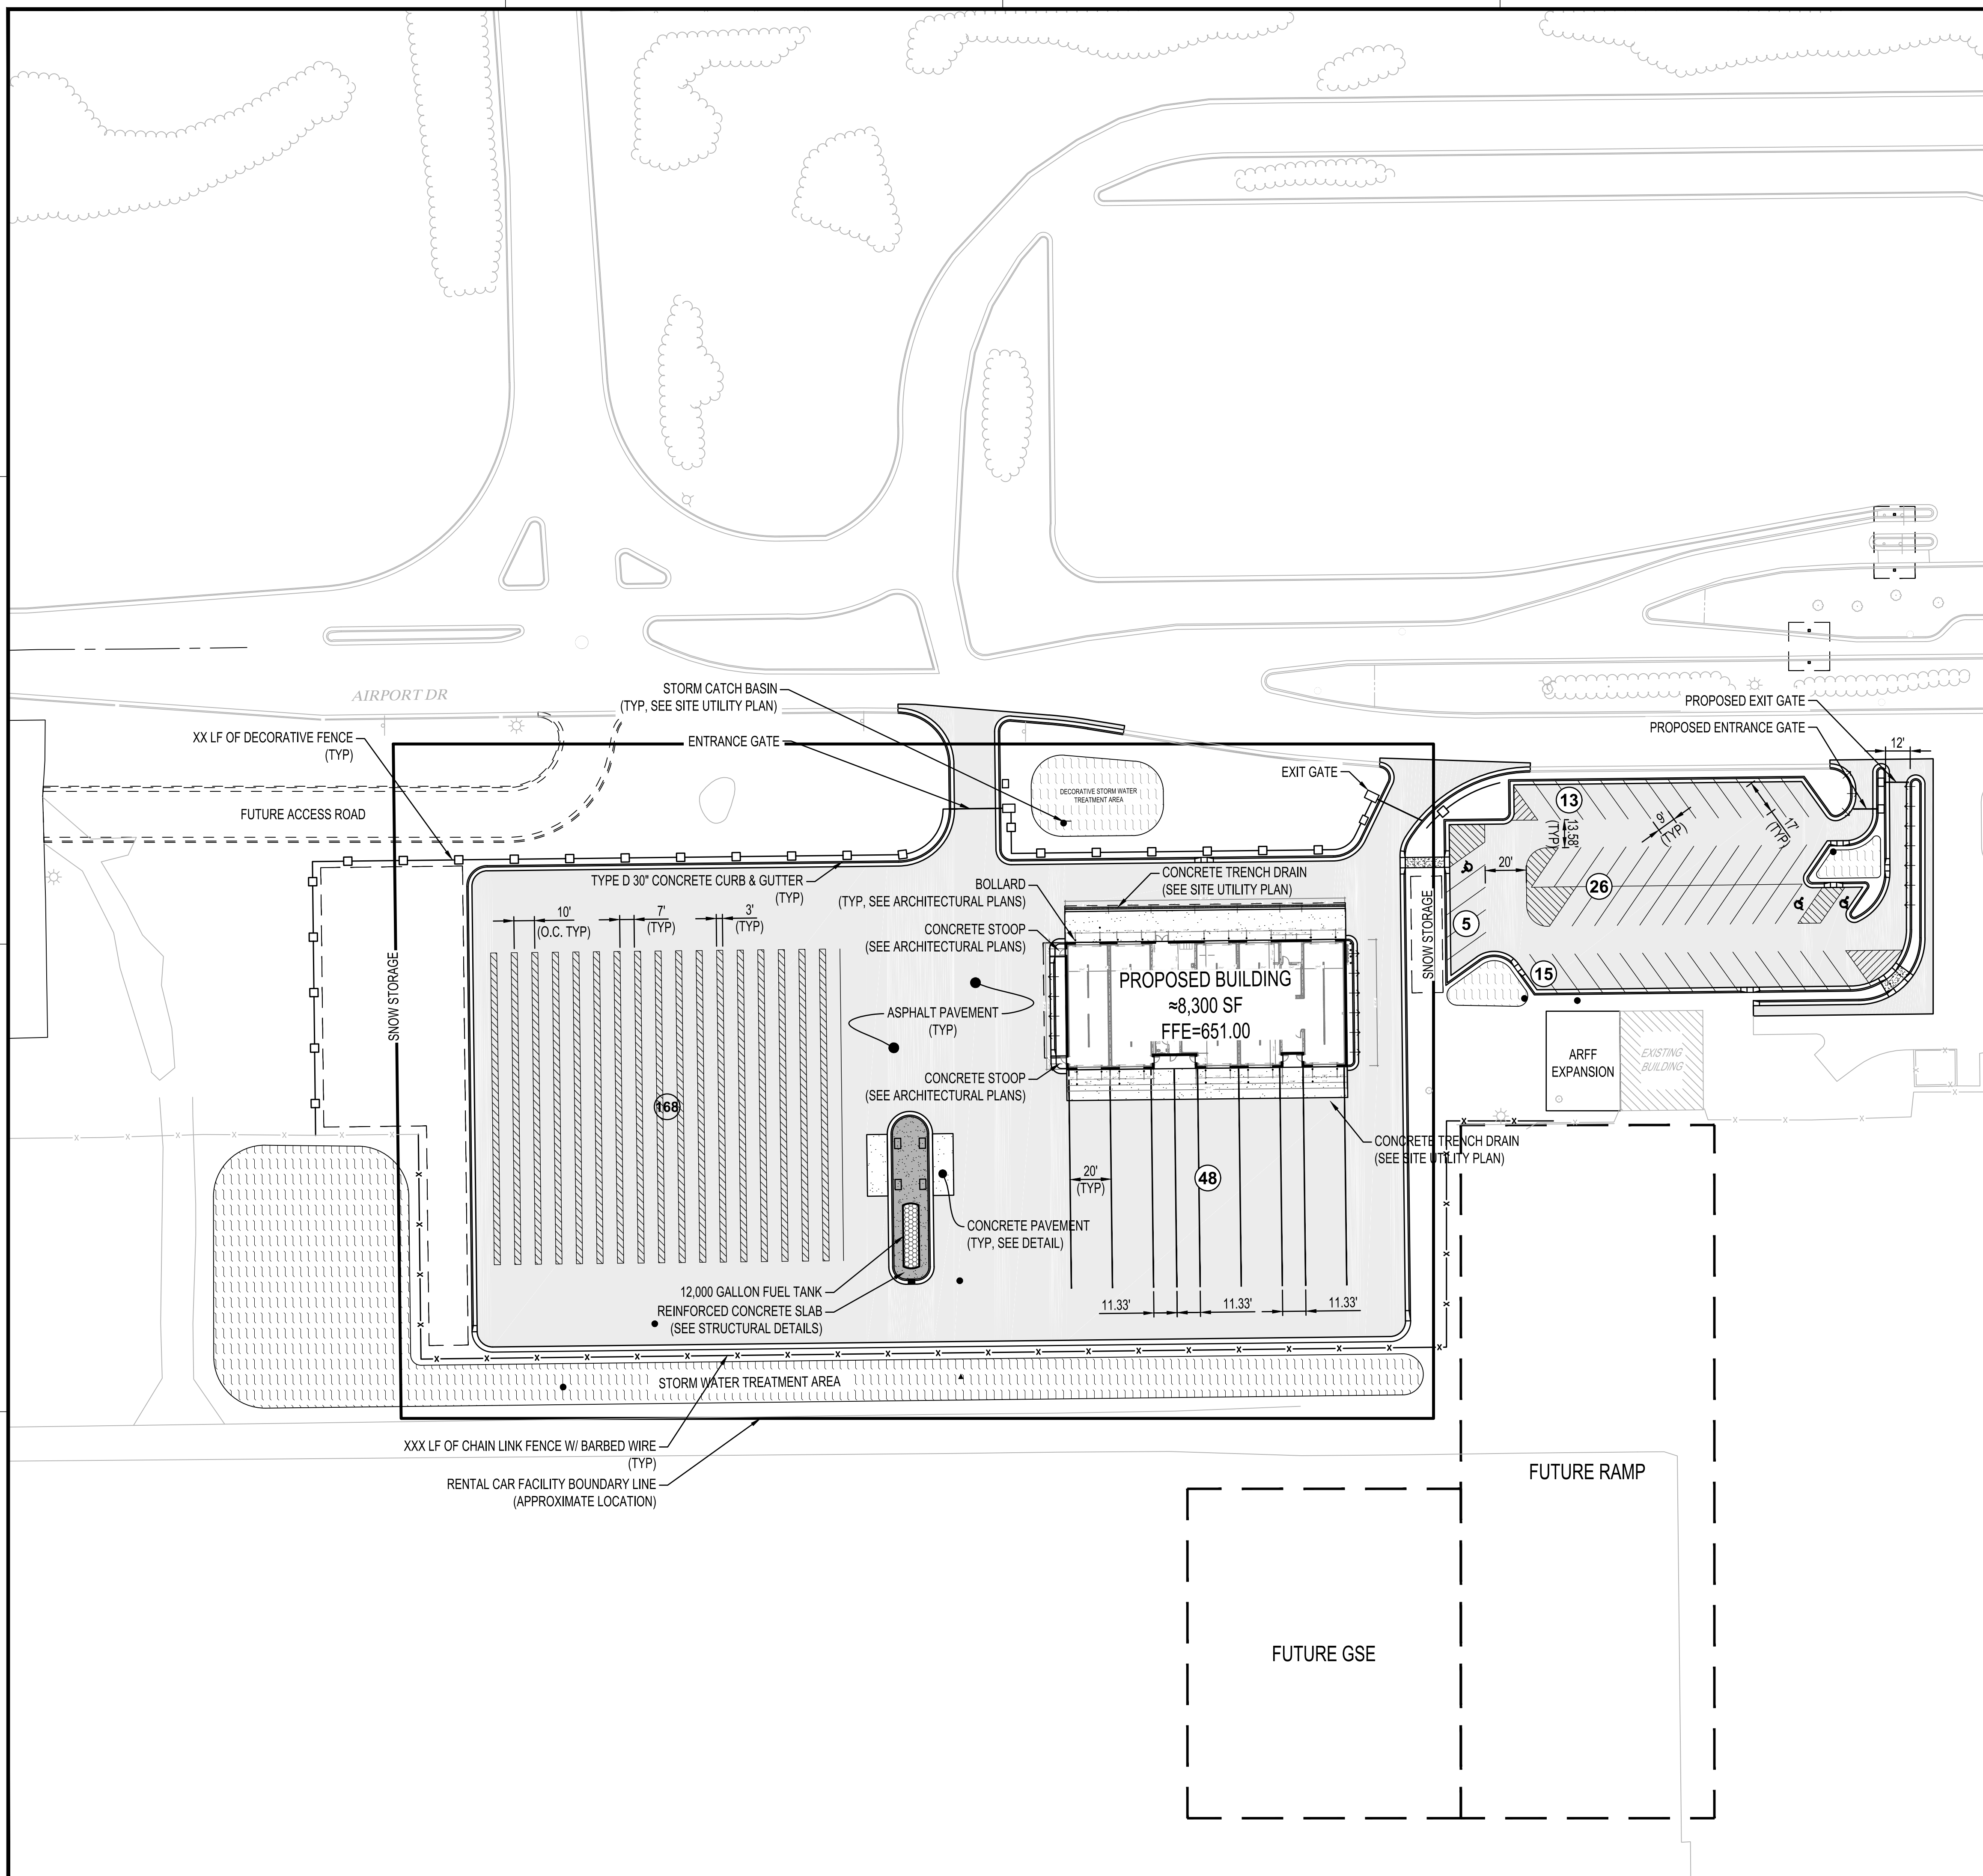 AIRPORT DR
STORM CATCH BASIN
(TYP, SEE SITE UTILITY PLAN)
PROPOSED EXIT GATE
PROPOSED ENTRANCE GATE
XX LF OF DECORATIVE FENCE
(TYP)
ENTRANCE GATE
12'
EXIT GATE
DECORATIVE STORM WATER
TREATMENT AREA
FUTURE ACCESS ROAD
13
13.58'
(TYP)
9'
(TYP)
17'
(TYP)
TYPE D 30" CONCRETE CURB & GUTTER
(TYP)
CONCRETE TRENCH DRAIN
(SEE SITE UTILITY PLAN)
20'
26
BOLLARD
(TYP, SEE ARCHITECTURAL PLANS)
10'
(O.C. TYP)
7'
(TYP)
3'
(TYP)
CONCRETE STOOP
(SEE ARCHITECTURAL PLANS)
SNOW STORAGE
5
15
SNOW STORAGE
PROPOSED BUILDING
≈8,300 SF
FFE=651.00
ASPHALT PAVEMENT
(TYP)
ARFF
EXPANSION
EXISTING
BUILDING
CONCRETE STOOP
(SEE ARCHITECTURAL PLANS)
168
CONCRETE TRENCH DRAIN
(SEE SITE UTILITY PLAN)
20'
(TYP)
48
CONCRETE PAVEMENT
(TYP, SEE DETAIL)
12,000 GALLON FUEL TANK
REINFORCED CONCRETE SLAB
(SEE STRUCTURAL DETAILS)
11.33'
11.33'
11.33'
STORM WATER TREATMENT AREA
XXX LF OF CHAIN LINK FENCE W/ BARBED WIRE
(TYP)
RENTAL CAR FACILITY BOUNDARY LINE
(APPROXIMATE LOCATION)
FUTURE RAMP
FUTURE GSE